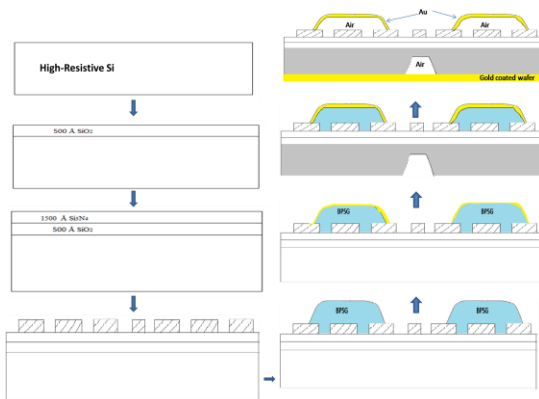 High-Resistive Si
500 Å SiO₂
1500 Å Si₃N₄
500 Å SiO₂
Au
Air
Air
Air
Gold coated wafer
BPSG
BPSG
BPSG
BPSG